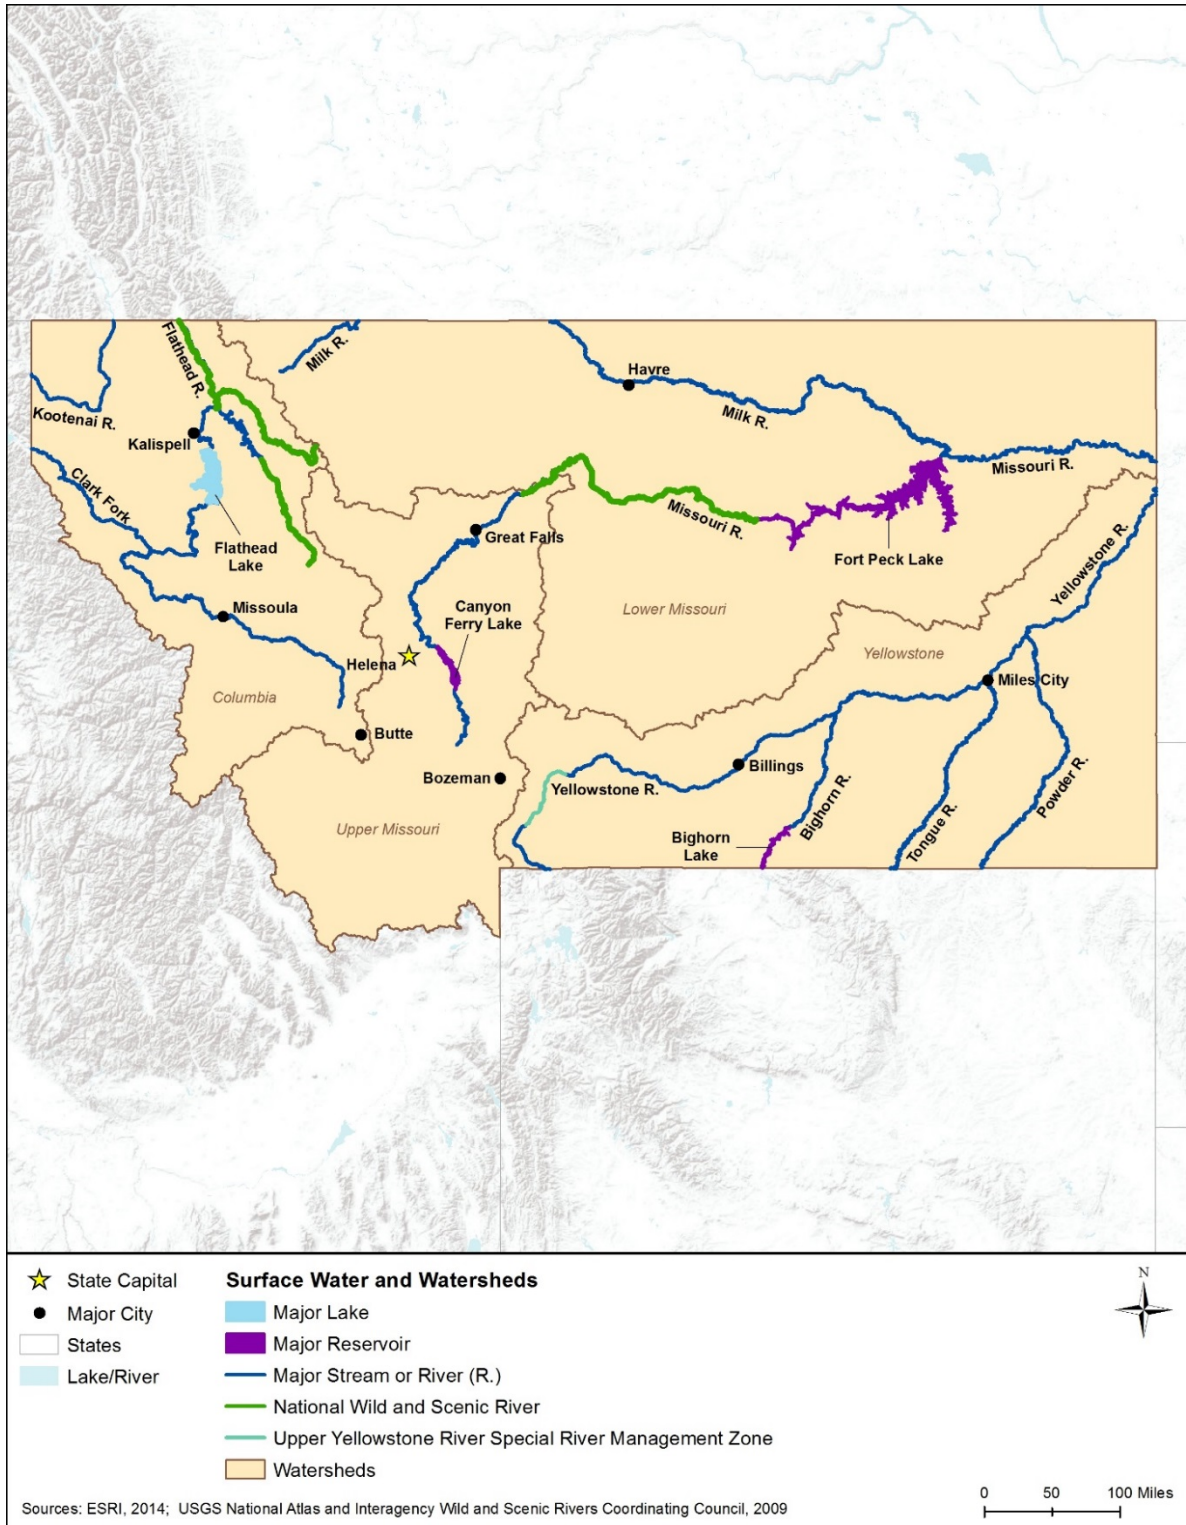 Flathead R.
Milk R.
Havre
Kootenai R.
Milk R.
Kalispell
Missouri R.
Clark Fork
Missouri R.
Great Falls
Flathead
Lake
Fort Peck Lake
Yellowstone R.
Missoula
Canyon
Ferry Lake
Lower Missouri
Helena
Yellowstone
Miles City
Columbia
Butte
Billings
Bozeman
Yellowstone R.
Bighorn R.
Powder R.
Tongue R.
Upper Missouri
Bighorn
Lake
State Capital
Major City
States
Lake/River
Surface Water and Watersheds
Major Lake
Major Reservoir
Major Stream or River (R.)
National Wild and Scenic River
Upper Yellowstone River Special River Management Zone
Watersheds
N
0 50 100 Miles
Sources: ESRI, 2014; USGS National Atlas and Interagency Wild and Scenic Rivers Coordinating Council, 2009